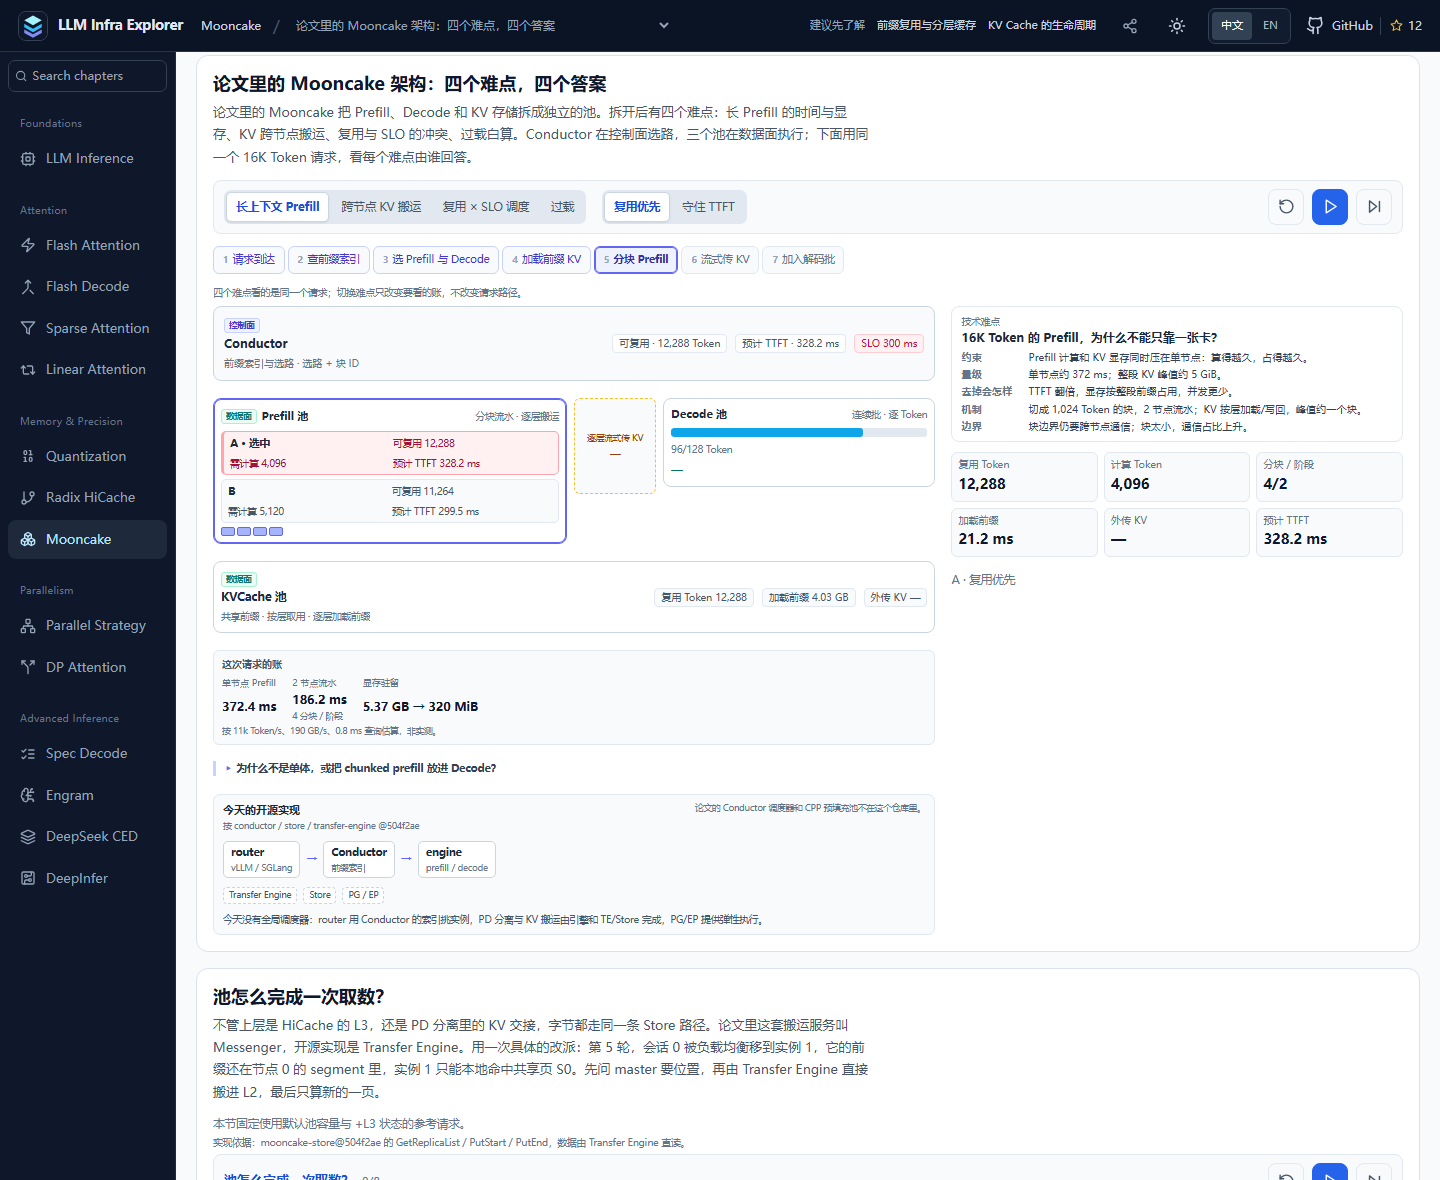 LLM Infra Explorer
Mooncake / 论文里的 Mooncake 架构：四个难点，四个答案
建议先了解 前缀复用与分层缓存 KV Cache 的生命周期
中文 EN GitHub 12
Search chapters
Foundations
LLM Inference
Attention
Flash Attention
Flash Decode
Sparse Attention
Linear Attention
Memory & Precision
Quantization
Radix HiCache
Mooncake
Parallelism
Parallel Strategy
DP Attention
Advanced Inference
Spec Decode
Engram
DeepSeek CED
DeepInfer
论文里的 Mooncake 架构：四个难点，四个答案
论文里的 Mooncake 把 Prefill、Decode 和 KV 存储拆成独立的池。拆开后有四个难点：长 Prefill 的时间与显
存、KV 跨节点搬运、复用与 SLO 的冲突、过载白算。Conductor 在控制面选路，三个池在数据面执行；下面用同
一个 16K Token 请求，看每个难点由谁回答。
长上下文 Prefill 跨节点 KV 搬运 复用 × SLO 调度 过载 复用优先 守住 TTFT
1 请求到达 2 查前缀索引 3 选 Prefill 与 Decode 4 加载前缀 KV 5 分块 Prefill 6 流式传 KV 7 加入解码批
四个难点看的是同一个请求；切换难点只改变要看的账，不改变请求路径。
控制面
Conductor
前缀索引与选路 · 选路 + 块 ID
可复用 · 12,288 Token 预计 TTFT · 328.2 ms SLO 300 ms
数据面 Prefill 池 分块流水 · 逐层搬运
A · 选中 可复用 12,288
需计算 4,096 预计 TTFT 328.2 ms
B 可复用 11,264
需计算 5,120 预计 TTFT 299.5 ms
逐层流式传 KV
—
Decode 池 连续批 · 逐 Token
96/128 Token
—
数据面
KVCache 池
共享前缀 · 按层取用 · 逐层加载前缀
复用 Token 12,288 加载前缀 4.03 GB 外传 KV —
这次请求的账
单节点 Prefill 2 节点流水 显存驻留
372.4 ms 186.2 ms 5.37 GB → 320 MiB
4 分块 / 阶段
按 11k Token/s、190 GB/s、0.8 ms 查询估算，非实测。
▸ 为什么不是单体，或把 chunked prefill 放进 Decode?
今天的开源实现
按 conductor / store / transfer-engine @504f2ae
论文的 Conductor 调度器和 CPP 预填充池不在这个仓库里。
router → Conductor → engine
vLLM / SGLang 前缀索引 prefill / decode
Transfer Engine Store PG / EP
今天没有全局调度器：router 用 Conductor 的索引挑实例，PD 分离与 KV 搬运由引擎和 TE/Store 完成，PG/EP 提供弹性执行。
技术难点
16K Token 的 Prefill，为什么不能只靠一张卡?
约束 Prefill 计算和 KV 显存同时压在单节点：算得越久，占得越久。
量级 单节点约 372 ms；整段 KV 峰值约 5 GiB。
去掉会怎样 TTFT 翻倍，显存按整段前缀占用，并发更少。
机制 切成 1,024 Token 的块，2 节点流水；KV 按层加载/写回，峰值约一个块。
边界 块边界仍要跨节点通信；块太小，通信占比上升。
复用 Token 计算 Token 分块 / 阶段
12,288 4,096 4/2
加载前缀 外传 KV 预计 TTFT
21.2 ms — 328.2 ms
A · 复用优先
池怎么完成一次取数?
不管上层是 HiCache 的 L3，还是 PD 分离里的 KV 交接，字节都走同一条 Store 路径。论文里这套搬运服务叫
Messenger，开源实现是 Transfer Engine。用一次具体的改派：第 5 轮，会话 0 被负载均衡移到实例 1，它的前
缀还在节点 0 的 segment 里，实例 1 只能本地命中共享页 S0。先问 master 要位置，再由 Transfer Engine 直接
搬进 L2，最后只算新的一页。
本节固定使用默认池容量与 +L3 状态的参考请求。
实现依据：mooncake-store@504f2ae 的 GetReplicaList / PutStart / PutEnd，数据由 Transfer Engine 直读。
池怎么完成一次取数? 0/8